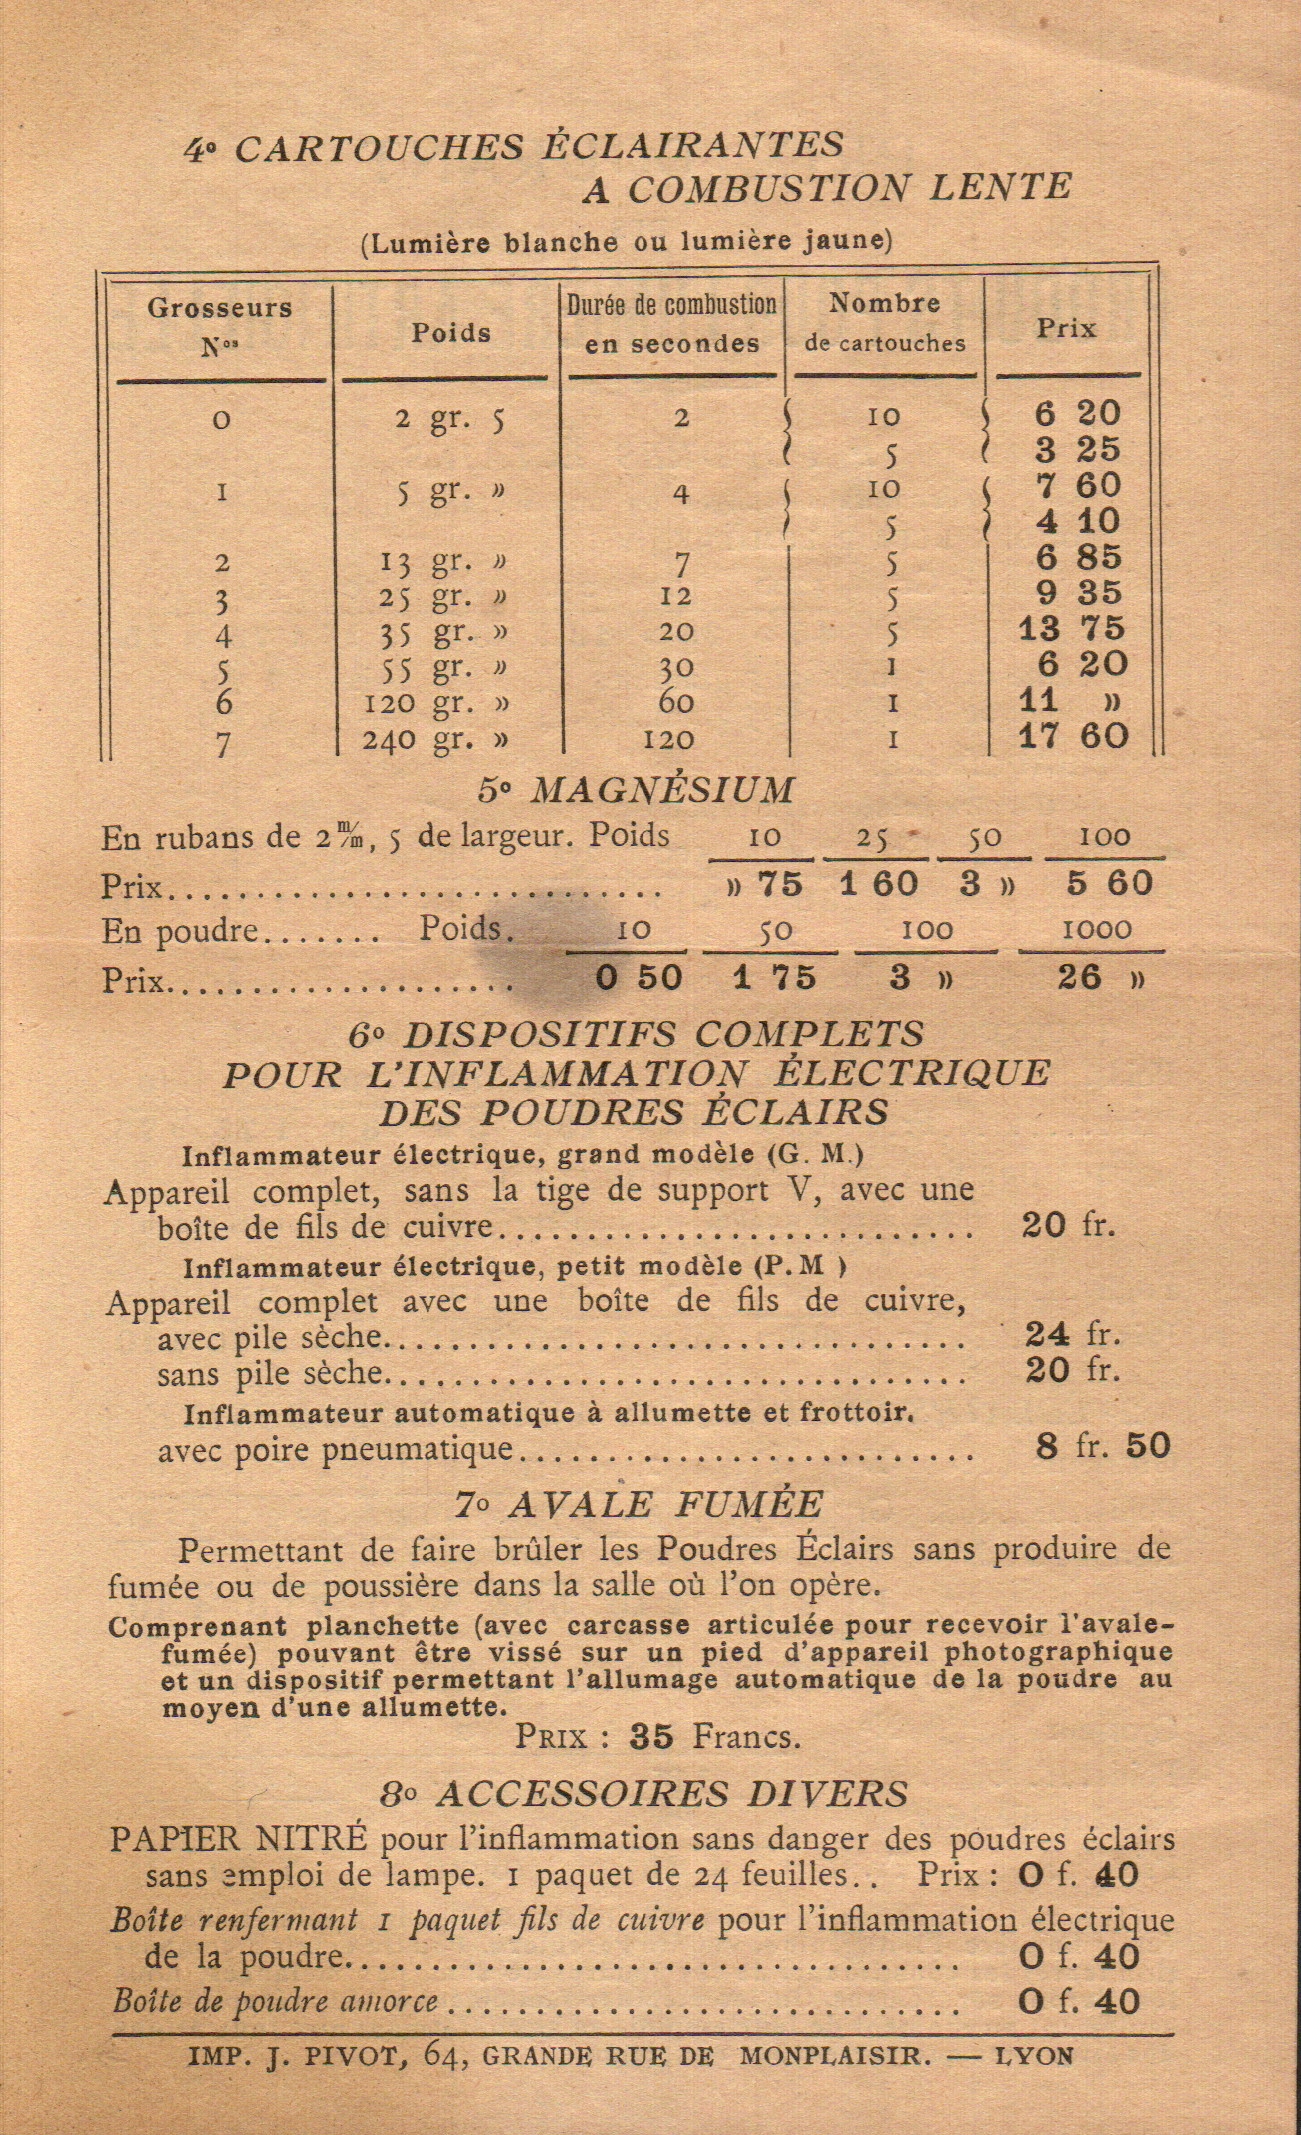 4º CARTOUCHES ÉCLAIRANTES
A COMBUSTION LENTE
(Lumière blanche ou lumière jaune)
Grosseurs Nos Poids Durée de combustion en secondes Nombre de cartouches Prix
0 2 gr. 5 2 10 6 20
5 3 25
1 5 gr. » 4 10 7 60
5 4 10
2 13 gr. » 7 5 6 85
3 25 gr. » 12 5 9 35
4 35 gr. » 20 5 13 75
5 55 gr. » 30 1 6 20
6 120 gr. » 60 1 11 »
7 240 gr. » 120 1 17 60
5º MAGNÉSIUM
En rubans de 2 m/m, 5 de largeur. Poids 10 25 50 100
Prix............................ » 75 1 60 3 » 5 60
En poudre....... Poids. 10 50 100 1000
Prix..................... 0 50 1 75 3 » 26 »
6º DISPOSITIFS COMPLETS
POUR L'INFLAMMATION ÉLECTRIQUE
DES POUDRES ÉCLAIRS
Inflammateur électrique, grand modèle (G. M.)
Appareil complet, sans la tige de support V, avec une
boîte de fils de cuivre............................ 20 fr.
Inflammateur électrique, petit modèle (P. M )
Appareil complet avec une boîte de fils de cuivre,
avec pile sèche.................................. 24 fr.
sans pile sèche.................................. 20 fr.
Inflammateur automatique à allumette et frottoir.
avec poire pneumatique........................... 8 fr. 50
7º AVALE FUMÉE
Permettant de faire brûler les Poudres Éclairs sans produire de
fumée ou de poussière dans la salle où l'on opère.
Comprenant planchette (avec carcasse articulée pour recevoir l'avale-
fumée) pouvant être vissé sur un pied d'appareil photographique
et un dispositif permettant l'allumage automatique de la poudre au
moyen d'une allumette.
PRIX : 35 Francs.
8º ACCESSOIRES DIVERS
PAPIER NITRÉ pour l'inflammation sans danger des poudres éclairs
sans emploi de lampe. 1 paquet de 24 feuilles.. Prix : 0 f. 40
Boîte renfermant 1 paquet fils de cuivre pour l'inflammation électrique
de la poudre.................................... 0 f. 40
Boîte de poudre amorce .............................. 0 f. 40
IMP. J. PIVOT, 64, GRANDE RUE DE MONPLAISIR. — LYON